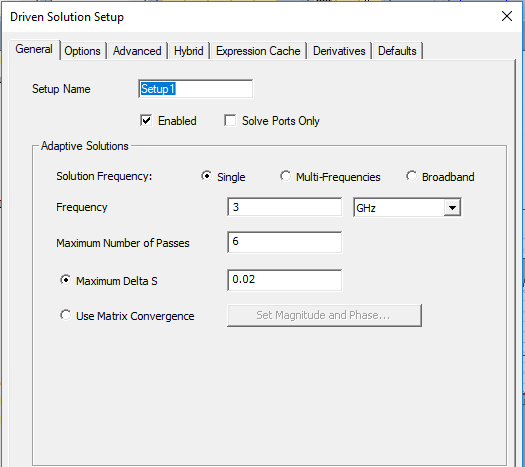 Driven Solution Setup
General Options Advanced Hybrid Expression Cache Derivatives Defaults
Setup Name Setup1
Enabled Solve Ports Only
Adaptive Solutions
Solution Frequency: Single Multi-Frequencies Broadband
Frequency 3 GHz
Maximum Number of Passes 6
Maximum Delta S 0.02
Use Matrix Convergence Set Magnitude and Phase...